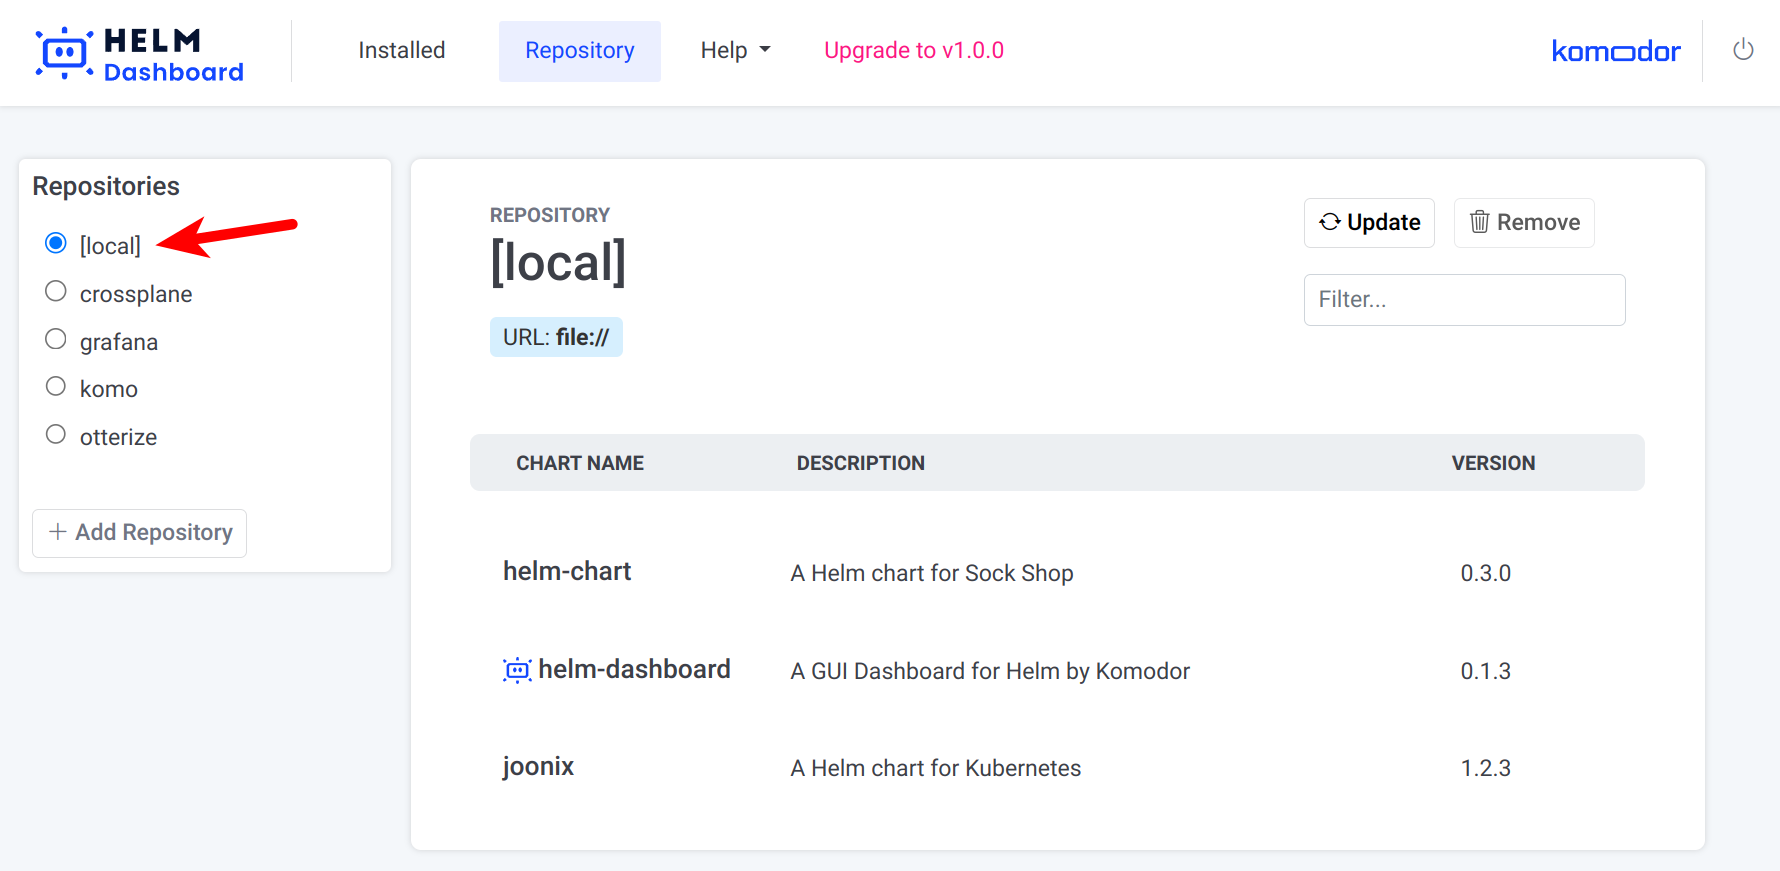 HELM
Dashboard
Installed
Repository
Help
Upgrade to v1.0.0
komodor
Repositories
[local]
crossplane
grafana
komo
otterize
Add Repository
REPOSITORY
[local]
URL: file://
Update
Remove
Filter...
CHART NAME DESCRIPTION VERSION
helm-chart A Helm chart for Sock Shop 0.3.0
helm-dashboard A GUI Dashboard for Helm by Komodor 0.1.3
joonix A Helm chart for Kubernetes 1.2.3